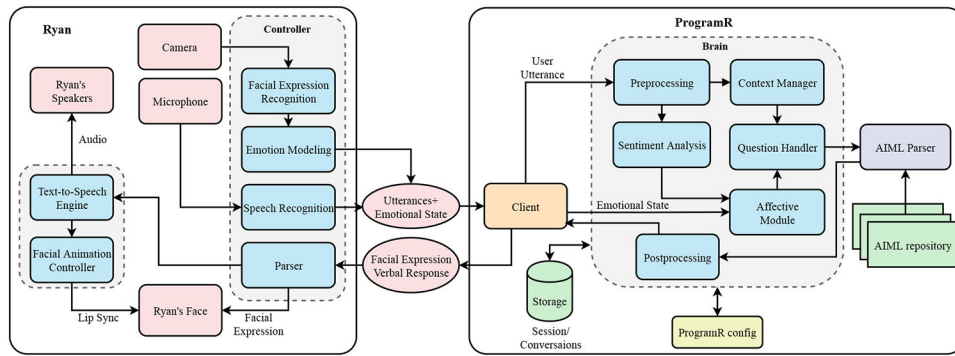 Ryan
Controller
Camera
Facial Expression
Recognition
Ryan's
Speakers
Microphone
Audio
Emotion Modeling
Text-to-Speech
Engine
Speech Recognition
Facial Animation
Controller
Parser
Lip Sync
Ryan's Face
Facial
Expression
Utterances+
Emotional State
Facial Expression
Verbal Response
ProgramR
Brain
User
Utterance
Preprocessing
Context Manager
Sentiment Analysis
Question Handler
AIML Parser
Client
Emotional State
Affective
Module
Postprocessing
AIML repository
Storage
Session/
Conversations
ProgramR config